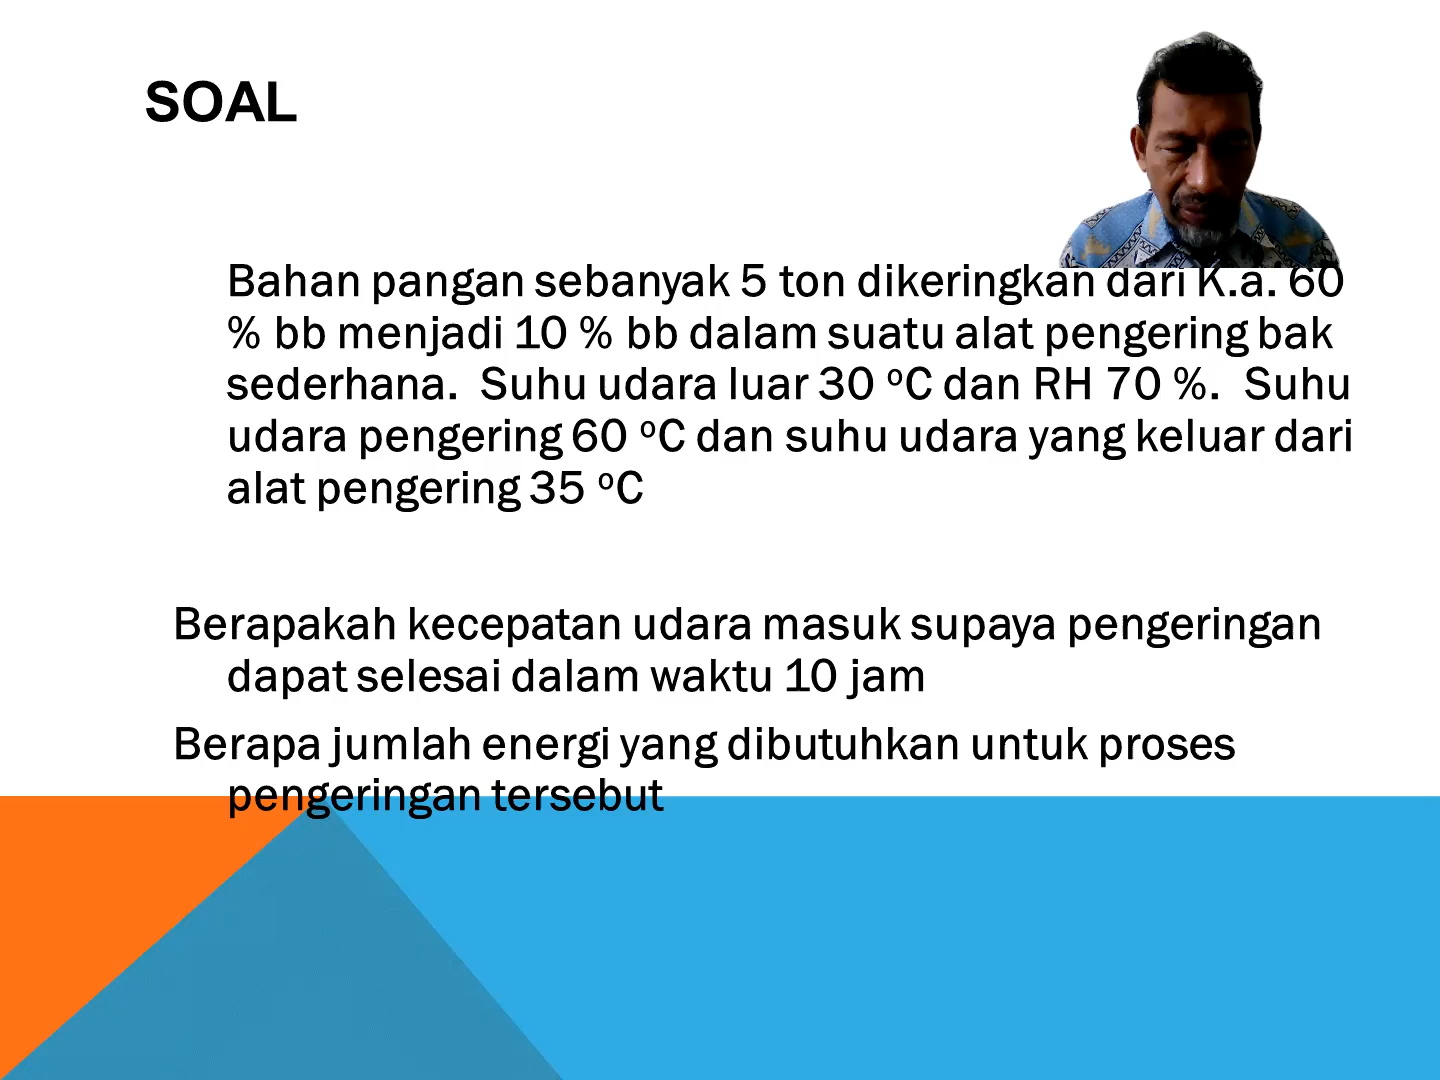 SOAL
Bahan pangan sebanyak 5 ton dikeringkan dari K.a. 60
% bb menjadi 10 % bb dalam suatu alat pengering bak
sederhana. Suhu udara luar 30 ºC dan RH 70 %. Suhu
udara pengering 60 ºC dan suhu udara yang keluar dari
alat pengering 35 ºC
Berapakah kecepatan udara masuk supaya pengeringan
dapat selesai dalam waktu 10 jam
Berapa jumlah energi yang dibutuhkan untuk proses
pengeringan tersebut